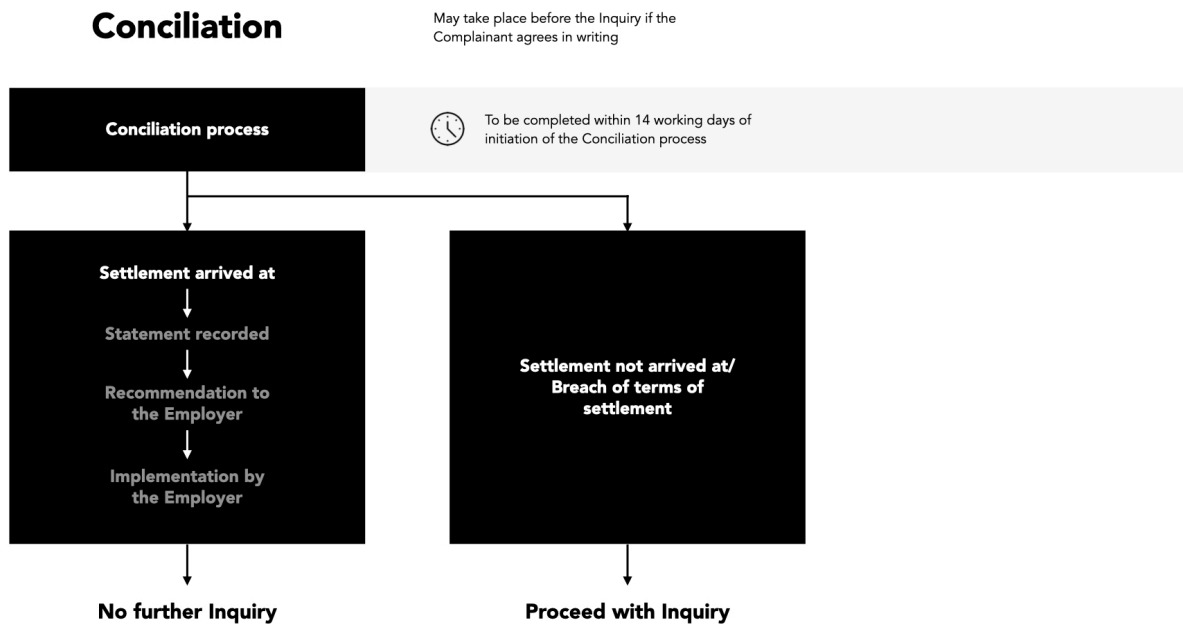 Conciliation
May take place before the Inquiry if the
Complainant agrees in writing
Conciliation process
To be completed within 14 working days of
initiation of the Conciliation process
Settlement arrived at
Statement recorded
Recommendation to
the Employer
Implementation by
the Employer
No further Inquiry
Settlement not arrived at/
Breach of terms of
settlement
Proceed with Inquiry